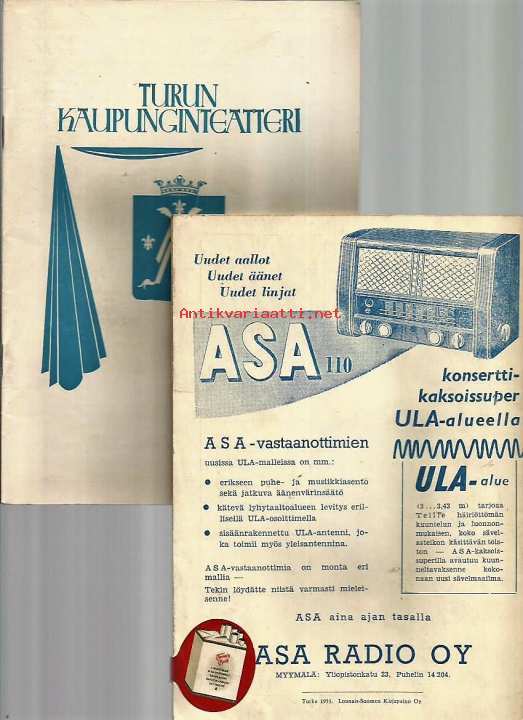 TURUN
KAUPUNGINTEATTERI
Uudet aallot
Uudet äänet
Uudet linjat
Antikvariaatti.net
ASA 110
konsertti-
kaksoissuper
ULA-alueella
ASA-vastaanottimien
uusissa ULA-malleissa on mm.:
erikseen puhe- ja musiikkiasento
sekä jatkuva äänenvärinsäätö
kätevä lyhytaaltoalueen levitys eril-
lisellä ULA-osoittimella
sisäänrakennettu ULA-antenni, jo-
ka toimii myös yleisantennina.
ASA-vastaanottimia on monta eri
mallia —
Tekin löydätte niistä varmasti mielei-
senne!
ULA-alue
(3...3,43 m) tarjoaa
Teille häiriöttömän
kuuntelun ja luonnon-
mukaisen, koko sävel-
asteikon käsittävän tois-
ton — ASA-kaksois-
superilla avautuu kuun-
neltavaksenne koko-
naan uusi sävelmaailma.
ASA aina ajan tasalla
ASA RADIO OY
MYYMÄLÄ: Yliopistonkatu 23. Puhelin 14 204.
Turku 1951. Lounais-Suomen Kirjapaino Oy